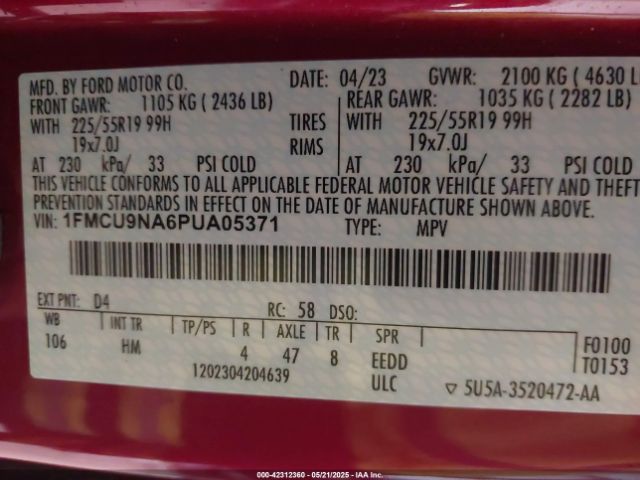 MFD. BY FORD MOTOR CO. DATE: 04/23 GVWR: 2100 KG ( 4630 LB
FRONT GAWR: 1105 KG ( 2436 LB) REAR GAWR: 1035 KG ( 2282 LB)
WITH 225/55R19 99H TIRES WITH 225/55R19 99H
19x7.0J RIMS 19x7.0J
AT 230 kPa/ 33 PSI COLD AT 230 kPa/ 33 PSI COLD
THIS VEHICLE CONFORMS TO ALL APPLICABLE FEDERAL MOTOR VEHICLE SAFETY AND THEFT
PREVENTION STANDARDS IN EFFECT ON THE DATE OF MANUFACTURE SHOWN ABOVE.
VIN: 1FMCU9NA6PUA05371 TYPE: MPV
EXT PNT: D4 RC: 58 DSO:
WB INT TR TP/PS R AXLE TR SPR F0100
106 HM 4 47 8 EEDD T0153
1202304204639 ULC ▽ 5U5A-3520472-AA
000-42312360 - 05/21/2025 - IAA Inc.